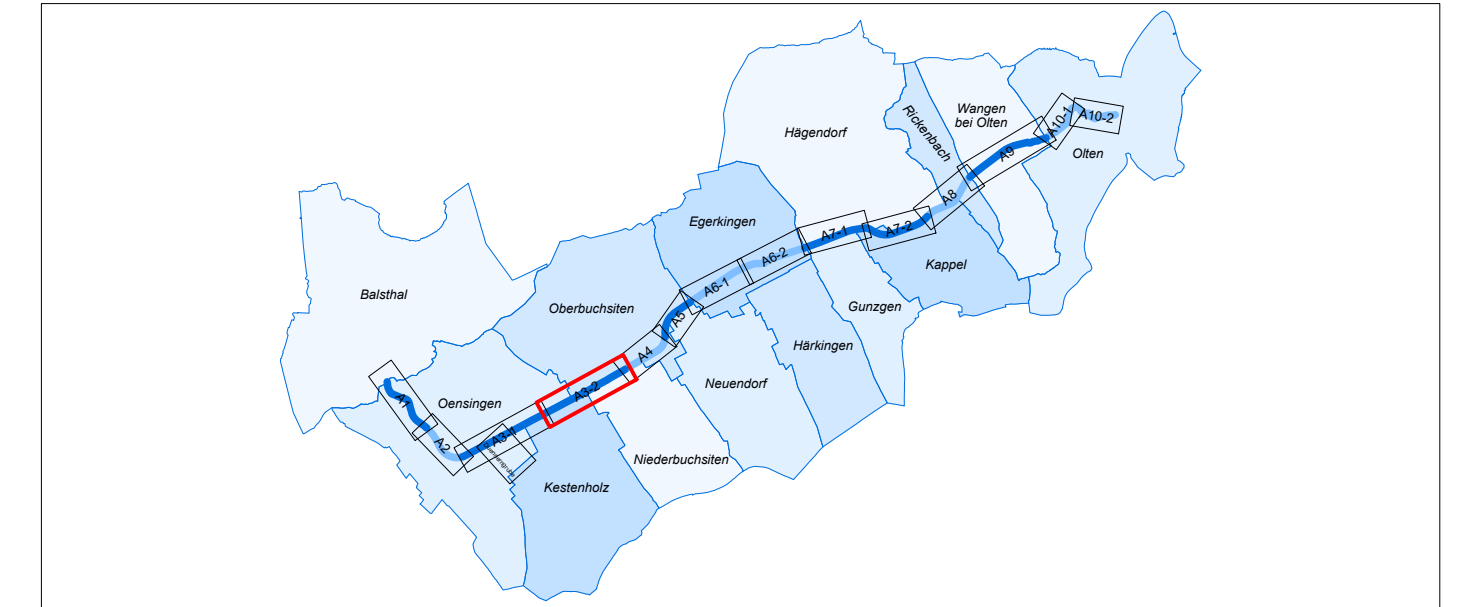 Hägendorf
Rickenbach
Wangen
bei Olten
A10-1
A10-2
Olten
A9
A8
Egerkingen
A7-1
A7-2
A6-2
A6-1
Kappel
Balsthal
Oberbuchsiten
A5
Gunzgen
Härkingen
A4
Neuendorf
A3-2
Oensingen
A1
A2
A3-1
Niederbuchsiten
Kestenholz